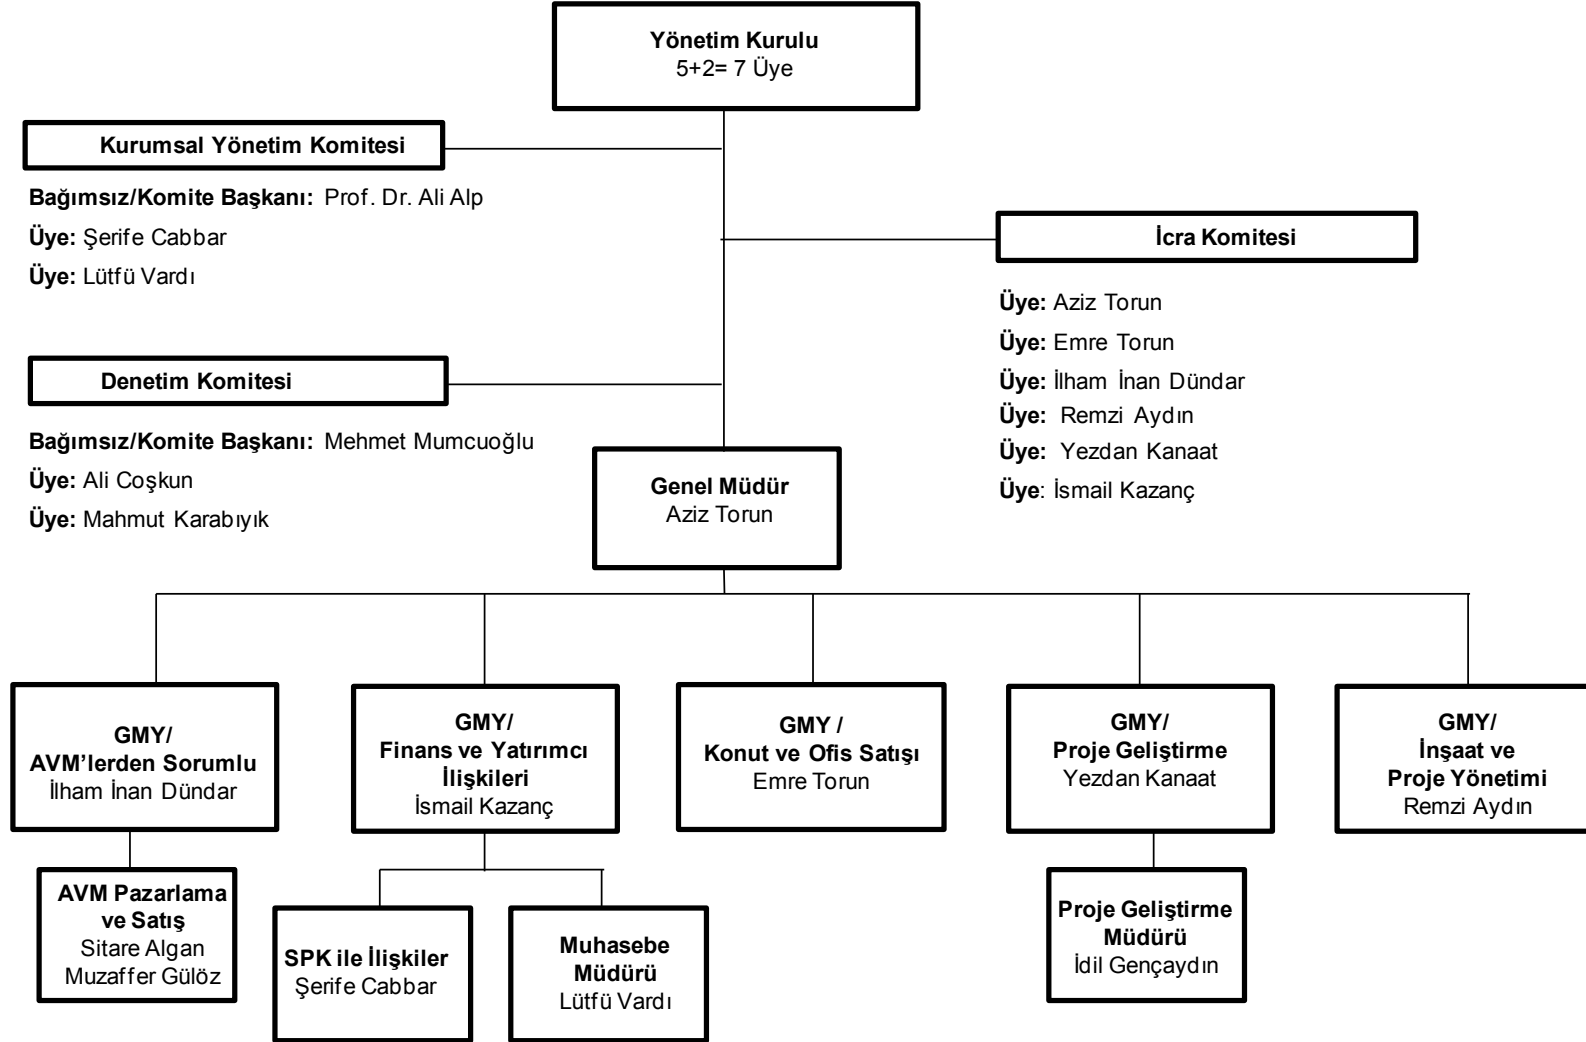 Yönetim Kurulu
5+2= 7 Üye
Kurumsal Yönetim Komitesi
Bağımsız/Komite Başkanı: Prof. Dr. Ali Alp
Üye: Şerife Cabbar
Üye: Lütfü Vardı
İcra Komitesi
Üye: Aziz Torun
Üye: Emre Torun
Üye: İlham İnan Dündar
Üye: Remzi Aydın
Üye: Yezdan Kanaat
Üye: İsmail Kazanç
Denetim Komitesi
Bağımsız/Komite Başkanı: Mehmet Mumcuoğlu
Üye: Ali Coşkun
Üye: Mahmut Karabıyık
Genel Müdür
Aziz Torun
GMY/
AVM'lerden Sorumlu
İlham İnan Dündar
GMY/
Finans ve Yatırımcı
İlişkileri
İsmail Kazanç
GMY /
Konut ve Ofis Satışı
Emre Torun
GMY/
Proje Geliştirme
Yezdan Kanaat
GMY/
İnşaat ve
Proje Yönetimi
Remzi Aydın
AVM Pazarlama
ve Satış
Sitare Algan
Muzaffer Gülöz
SPK ile İlişkiler
Şerife Cabbar
Muhasebe
Müdürü
Lütfü Vardı
Proje Geliştirme
Müdürü
İdil Gençaydın